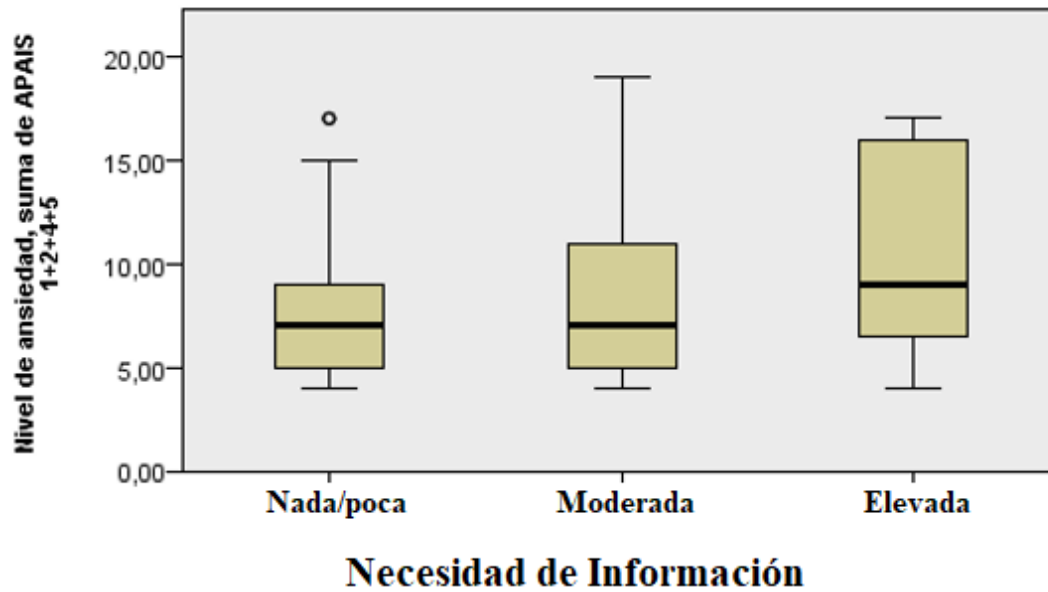 Nivel de ansiedad, suma de APAIS
1+2+4+5
20,00
15,00
10,00
5,00
0,00
Nada/poca
Moderada
Elevada
Necesidad de Información